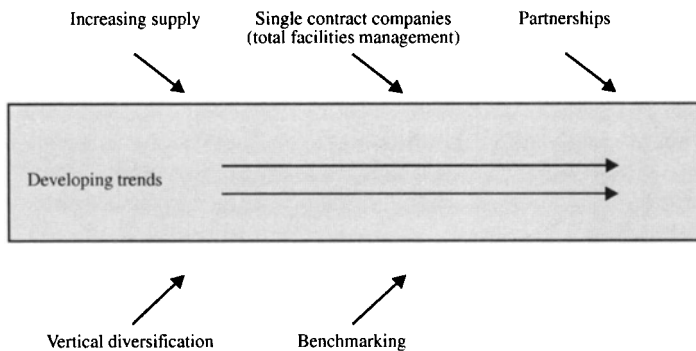 Increasing supply
Single contract companies
(total facilities management)
Partnerships
Developing trends
Vertical diversification
Benchmarking